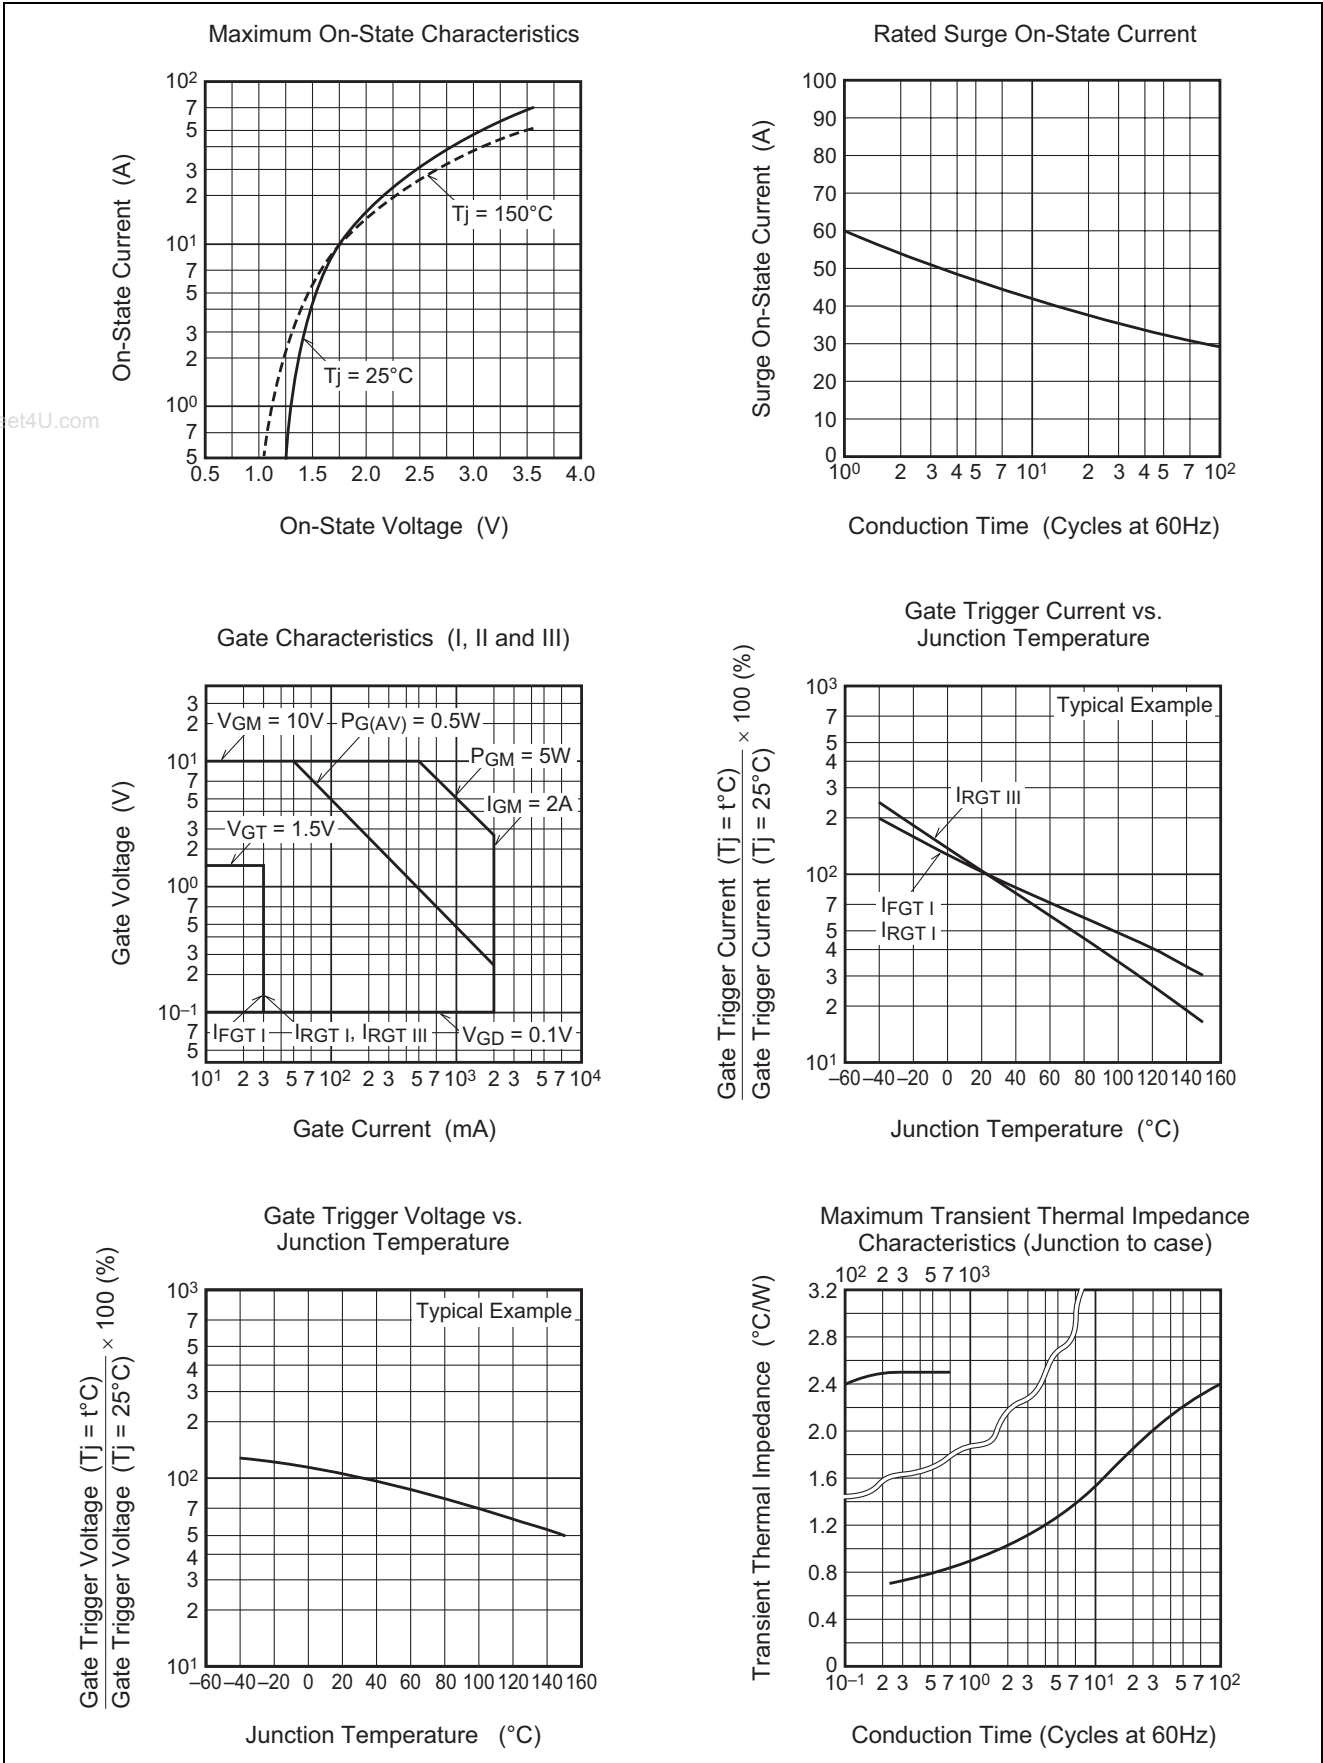 Maximum On-State Characteristics
10² 7 5 3 2 10¹ 7 5 3 2 10⁰ 7 5
On-State Current (A)
Tj = 150°C
Tj = 25°C
0.5 1.0 1.5 2.0 2.5 3.0 3.5 4.0
On-State Voltage (V)
Rated Surge On-State Current
100 90 80 70 60 50 40 30 20 10 0
Surge On-State Current (A)
10⁰ 2 3 4 5 7 10¹ 2 3 4 5 7 10²
Conduction Time (Cycles at 60Hz)
et4U.com
Gate Characteristics (I, II and III)
3 2 10¹ 7 5 3 2 10⁰ 7 5 3 2 10⁻¹ 7 5
Gate Voltage (V)
VGM = 10V
PG(AV) = 0.5W
PGM = 5W
IGM = 2A
VGT = 1.5V
IFGT I
IRGT I, IRGT III
VGD = 0.1V
10¹ 2 3 5 7 10² 2 3 5 7 10³ 2 3 5 7 10⁴
Gate Current (mA)
Gate Trigger Current vs.
Junction Temperature
10³ 7 5 4 3 2 10² 7 5 4 3 2 10¹
Gate Trigger Current (Tj = t°C)
Gate Trigger Current (Tj = 25°C)
× 100 (%)
Typical Example
IRGT III
IFGT I
IRGT I
–60 –40 –20 0 20 40 60 80 100 120 140 160
Junction Temperature (°C)
Gate Trigger Voltage vs.
Junction Temperature
10³ 7 5 4 3 2 10² 7 5 4 3 2 10¹
Gate Trigger Voltage (Tj = t°C)
Gate Trigger Voltage (Tj = 25°C)
× 100 (%)
Typical Example
–60 –40 –20 0 20 40 60 80 100 120 140 160
Junction Temperature (°C)
Maximum Transient Thermal Impedance
Characteristics (Junction to case)
10² 2 3 5 7 10³
3.2 2.8 2.4 2.0 1.6 1.2 0.8 0.4 0
Transient Thermal Impedance (°C/W)
10⁻¹ 2 3 5 7 10⁰ 2 3 5 7 10¹ 2 3 5 7 10²
Conduction Time (Cycles at 60Hz)